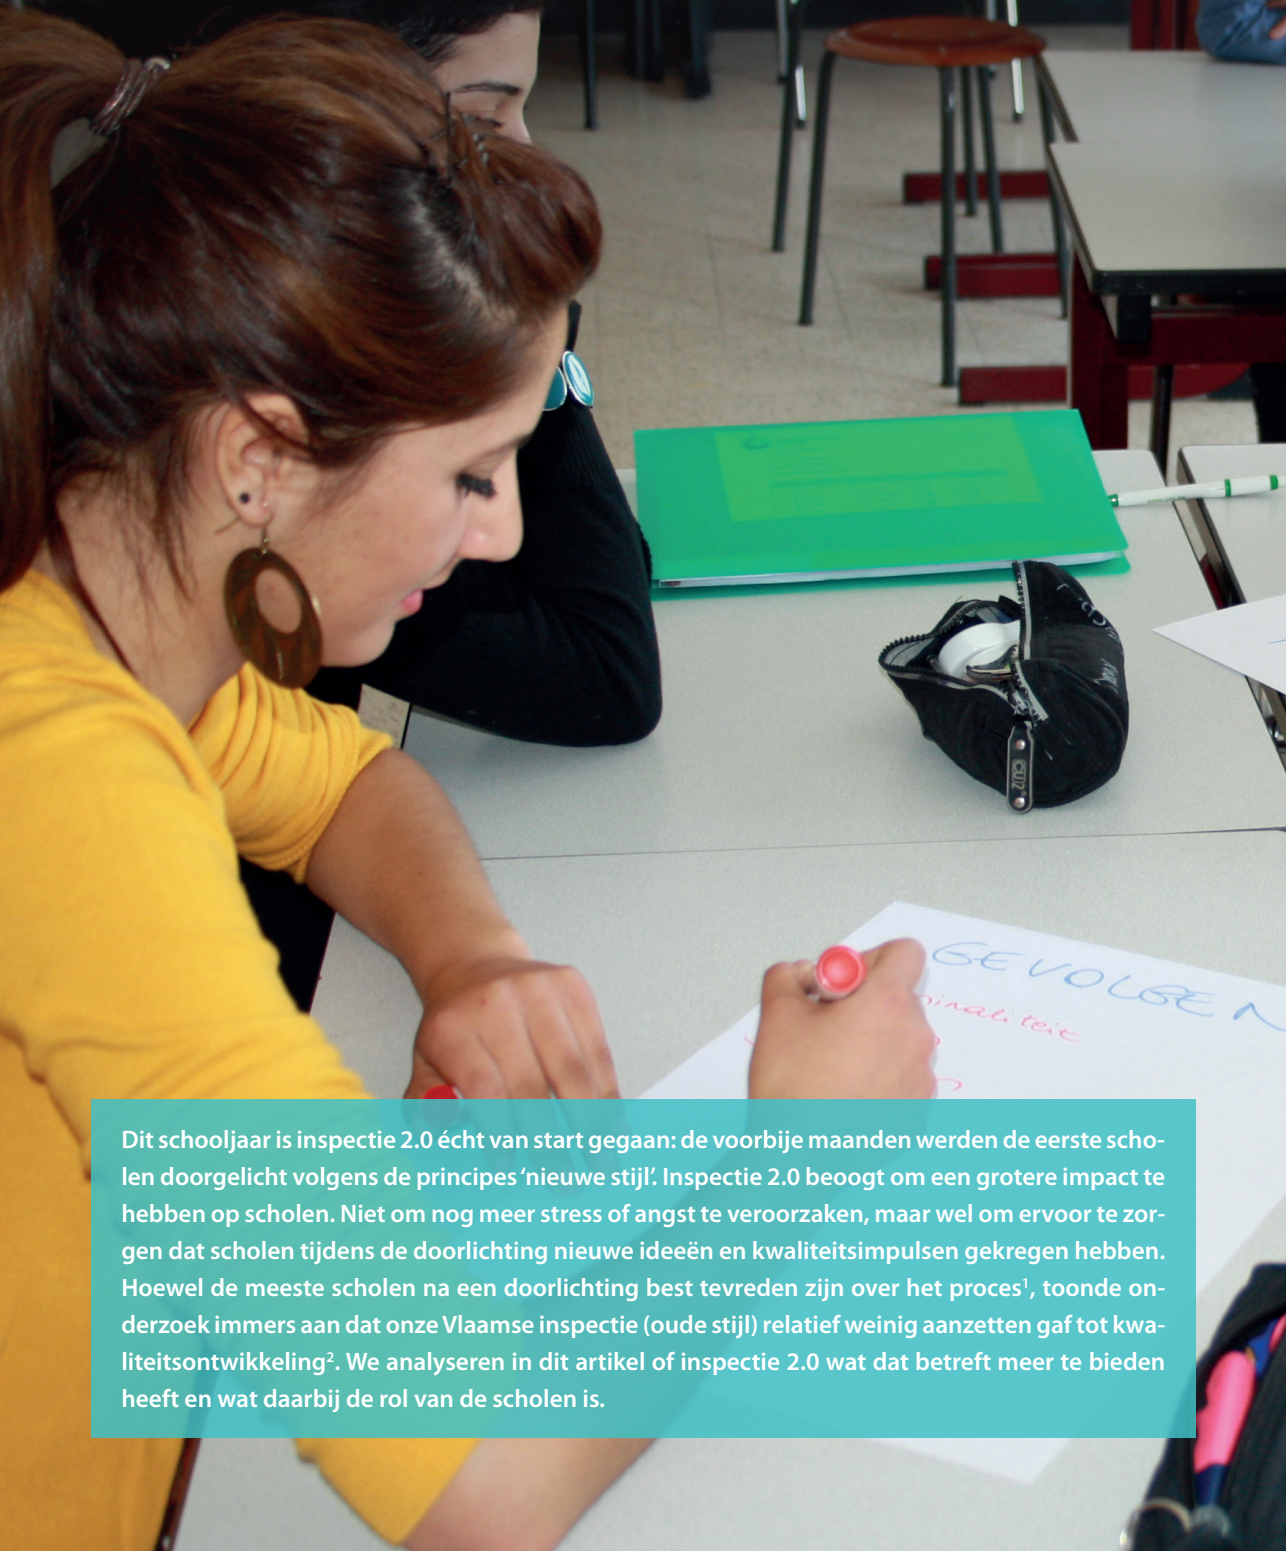 CU2
GEVOLGEN
Dit schooljaar is inspectie 2.0 écht van start gegaan: de voorbije maanden werden de eerste scho-
len doorgelicht volgens de principes ‘nieuwe stijl’. Inspectie 2.0 beoogt om een grotere impact te
hebben op scholen. Niet om nog meer stress of angst te veroorzaken, maar wel om ervoor te zor-
gen dat scholen tijdens de doorlichting nieuwe ideeën en kwaliteitsimpulsen gekregen hebben.
Hoewel de meeste scholen na een doorlichting best tevreden zijn over het proces¹, toonde on-
derzoek immers aan dat onze Vlaamse inspectie (oude stijl) relatief weinig aanzetten gaf tot kwa-
liteitsontwikkeling². We analyseren in dit artikel of inspectie 2.0 wat dat betreft meer te bieden
heeft en wat daarbij de rol van de scholen is.